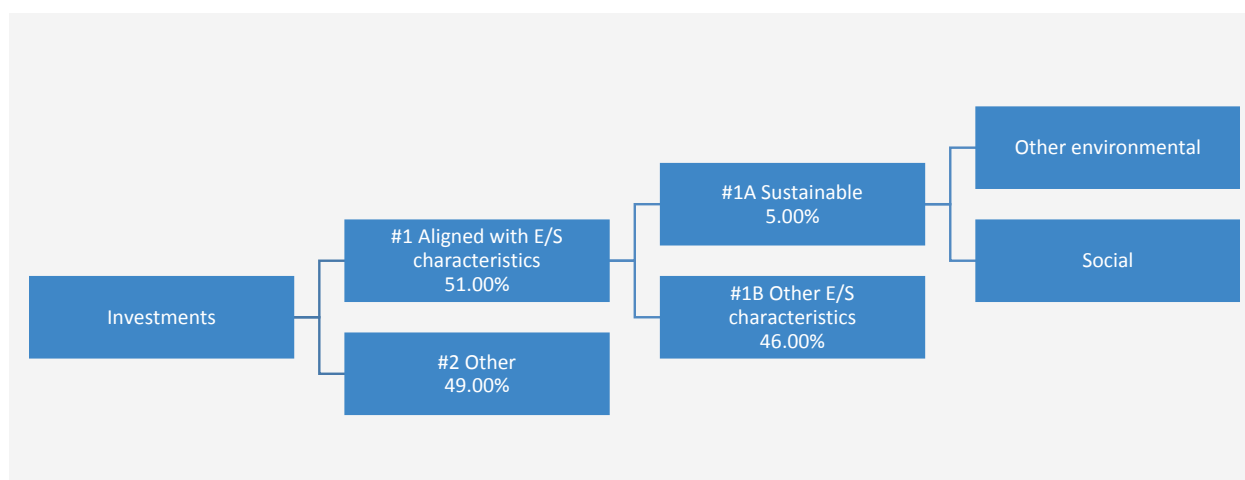 Investments
#1 Aligned with E/S
characteristics
51.00%
#2 Other
49.00%
#1A Sustainable
5.00%
#1B Other E/S
characteristics
46.00%
Other environmental
Social